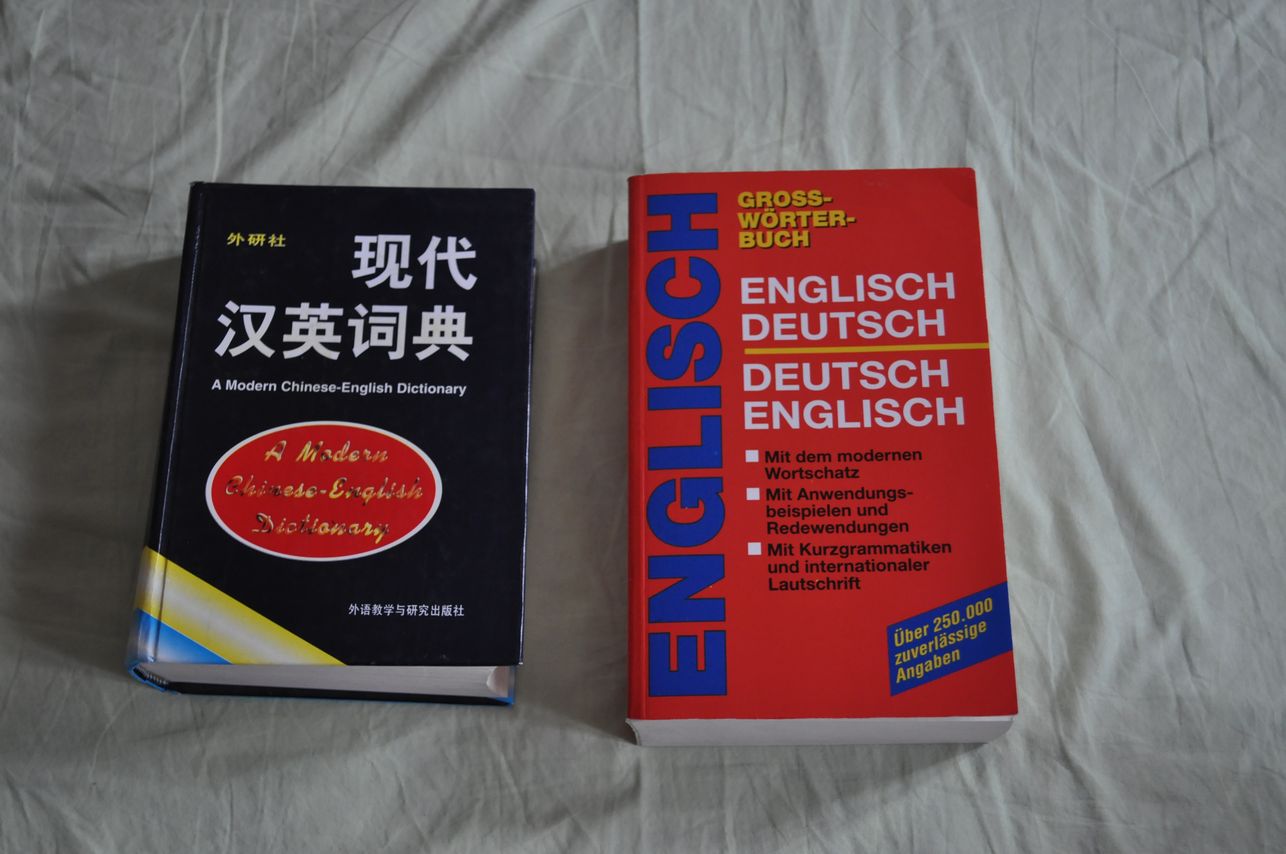 外研社
现代
汉英词典
A Modern Chinese-English Dictionary
A Modern
Chinese-English
Dictionary
外语教学与研究出版社
ENGLISCH
GROSS-
WÖRTER-
BUCH
ENGLISCH
DEUTSCH
DEUTSCH
ENGLISCH
Mit dem modernen
Wortschatz
Mit Anwendungs-
beispielen und
Redewendungen
Mit Kurzgrammatiken
und internationaler
Lautschrift
Über 250.000
zuverlässige
Angaben